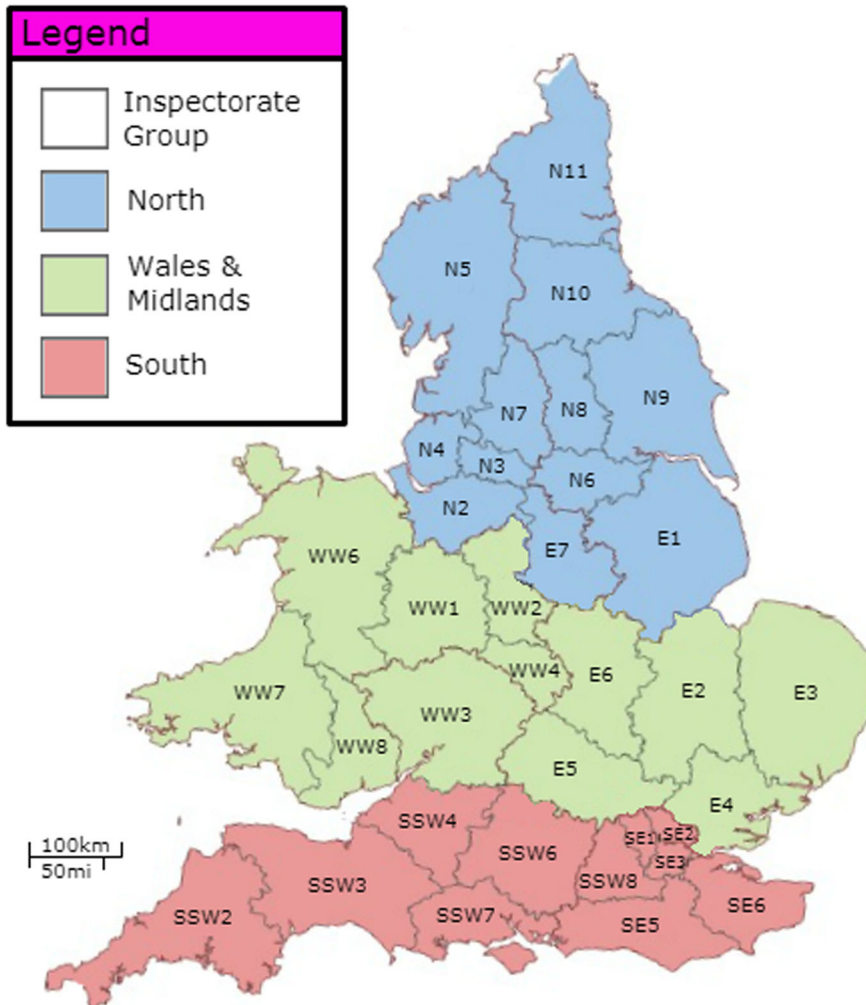 Legend
Inspectorate
Group
North
Wales &
Midlands
South
N11
N5
N10
N9
N8
N7
N4
N3
N6
N2
E7
E1
WW6
WW1
WW2
WW4
E6
E2
E3
WW7
WW3
WW8
E5
E4
100km
50mi
SSW4
SE1
SE2
SE3
SSW6
SSW3
SSW8
SE6
SSW2
SSW7
SE5